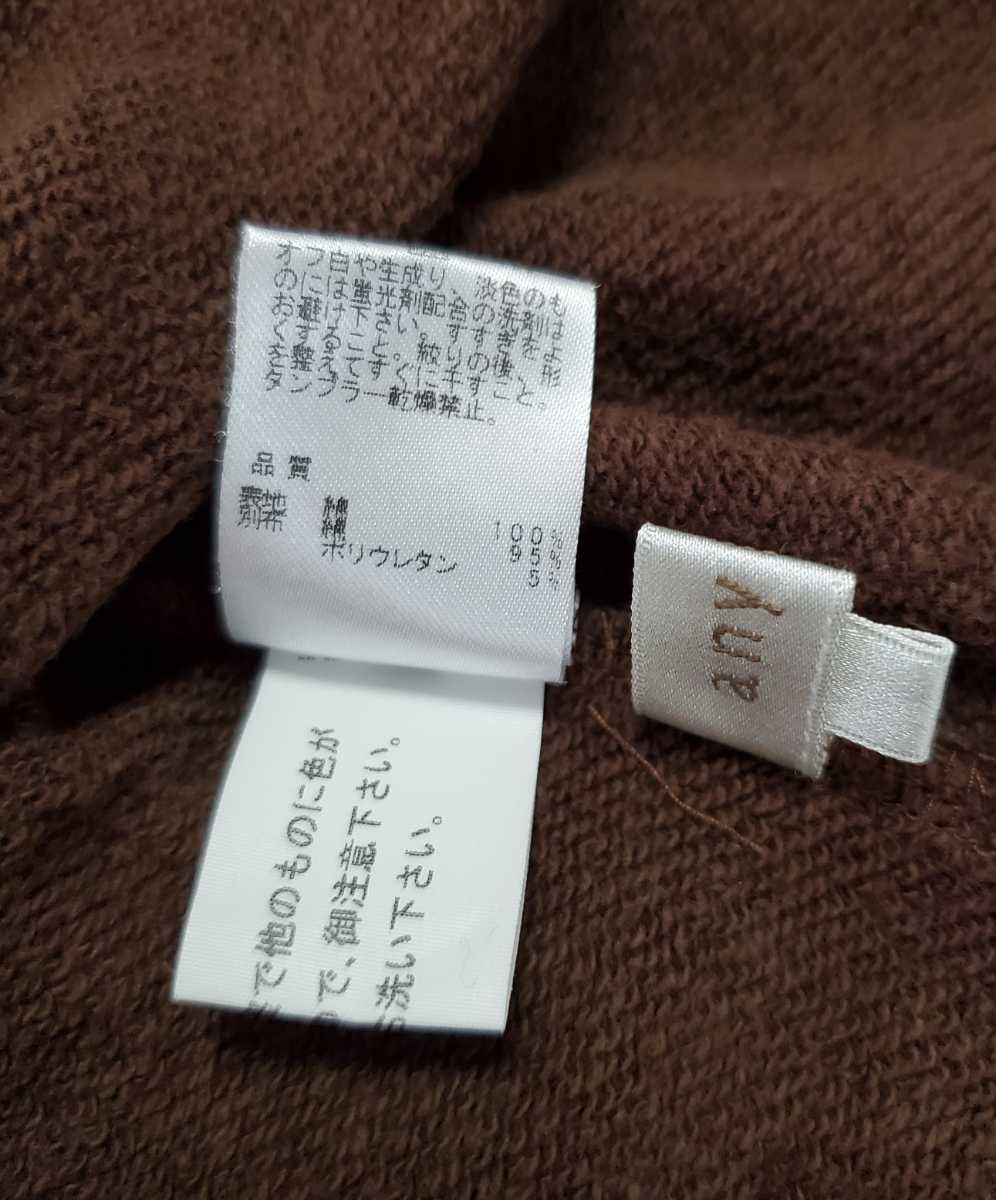 オフ白や生成り、淡色のも
のには蛍光剤配合の洗剤は
お避け下さい。すすぎをよ
くすること。絞りの後 形
を整えてすぐに干すこと。
タンブラー乾燥禁止。
品質
表地 綿 100%
別布 綿 95%
ポリウレタン 5%
any
で他のものに色が
で、御注意下さい。
洗い下さい。